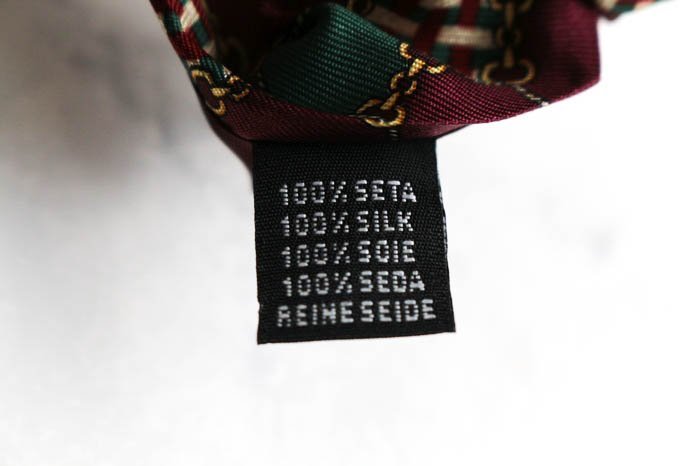 100% SETA
100% SILK
100% SOIE
100% SEDA
REINE SEIDE